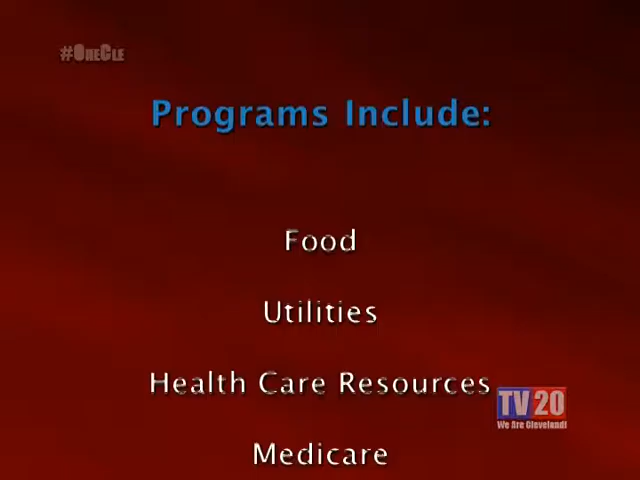 #OneCle
Programs Include:
Food
Utilities
Health Care Resources
TV20
We Are Cleveland!
Medicare